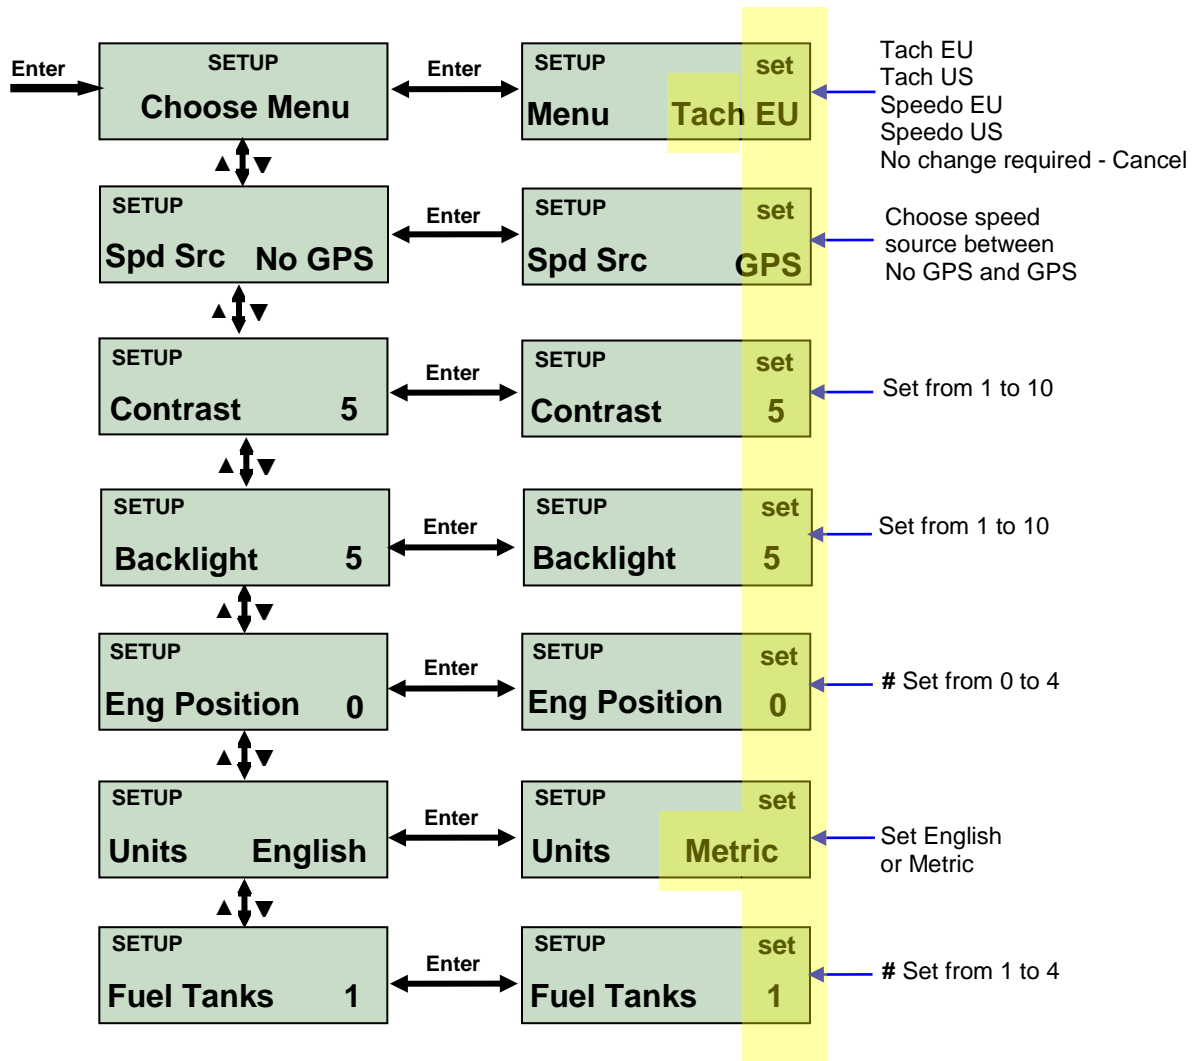 Enter
SETUP
Choose Menu
Enter
SETUP set
Menu Tach EU
Tach EU
Tach US
Speedo EU
Speedo US
No change required - Cancel
▲ ▼
SETUP
Spd Src No GPS
Enter
SETUP set
Spd Src GPS
Choose speed
source between
No GPS and GPS
▲ ▼
SETUP
Contrast 5
Enter
SETUP set
Contrast 5
Set from 1 to 10
▲ ▼
SETUP
Backlight 5
Enter
SETUP set
Backlight 5
Set from 1 to 10
▲ ▼
SETUP
Eng Position 0
Enter
SETUP set
Eng Position 0
# Set from 0 to 4
▲ ▼
SETUP
Units English
Enter
SETUP set
Units Metric
Set English
or Metric
▲ ▼
SETUP
Fuel Tanks 1
Enter
SETUP set
Fuel Tanks 1
# Set from 1 to 4